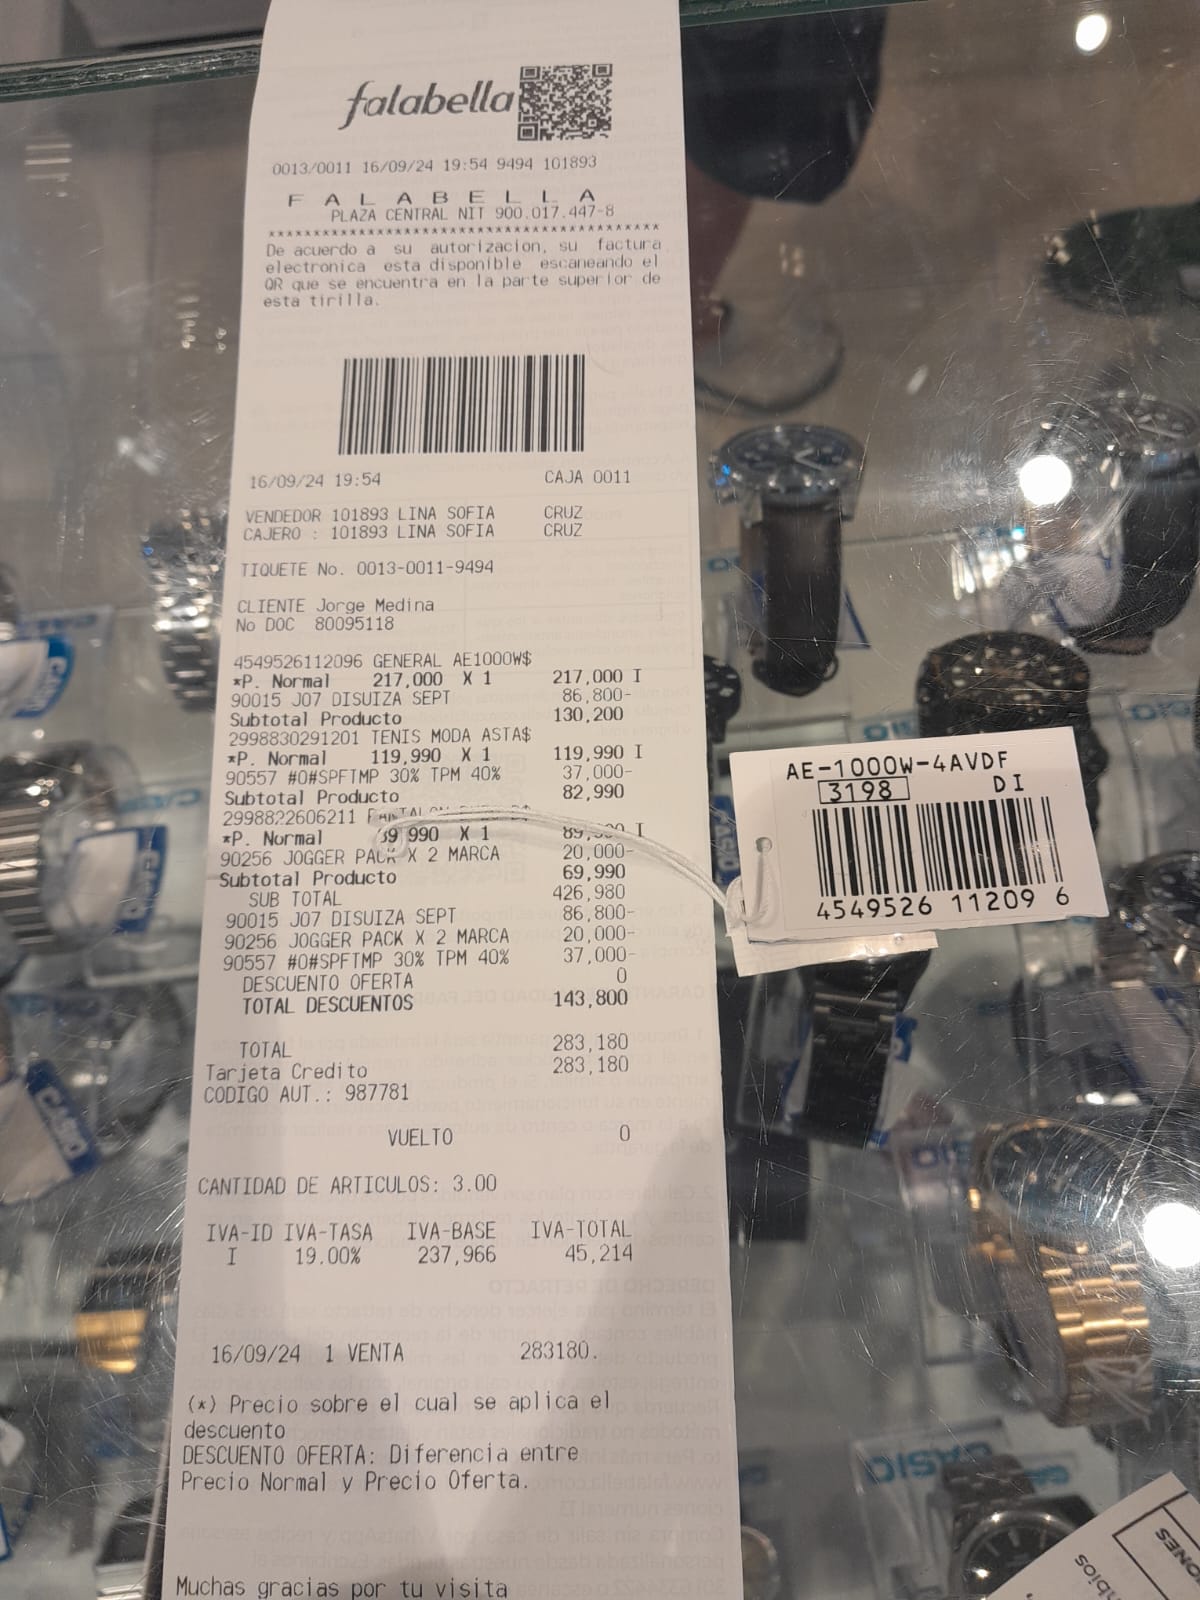 falabella
0013/0011 16/09/24 19:54 9494 101893
F A L A B E L L A
PLAZA CENTRAL NIT 900.017.447-8
******************************************
De acuerdo a su autorizacion, su factura
electronica esta disponible escaneando el
QR que se encuentra en la parte superior de
esta tirilla.
16/09/24 19:54 CAJA 0011
VENDEDOR 101893 LINA SOFIA CRUZ
CAJERO : 101893 LINA SOFIA CRUZ
TIQUETE No. 0013-0011-9494
CLIENTE Jorge Medina
No DOC 80095118
4549526112096 GENERAL AE1000W$
*P. Normal 217,000 X 1 217,000 I
90015 J07 DISUIZA SEPT 86,800-
Subtotal Producto 130,200
2998830291201 TENIS MODA ASTA$
*P. Normal 119,990 X 1 119,990 I
90557 #0#SPFTMP 30% TPM 40% 37,000-
Subtotal Producto 82,990
2998822606211
*P. Normal 89,990 X 1 I
90256 JOGGER PACK X 2 MARCA 20,000-
Subtotal Producto 69,990
SUB TOTAL 426,980
90015 J07 DISUIZA SEPT 86,800-
90256 JOGGER PACK X 2 MARCA 20,000-
90557 #0#SPFTMP 30% TPM 40% 37,000-
DESCUENTO OFERTA 0
TOTAL DESCUENTOS 143,800
TOTAL 283,180
Tarjeta Credito 283,180
CODIGO AUT.: 987781
VUELTO 0
CANTIDAD DE ARTICULOS: 3.00
IVA-ID IVA-TASA IVA-BASE IVA-TOTAL
I 19.00% 237,966 45,214
16/09/24 1 VENTA 283180.
(*) Precio sobre el cual se aplica el
descuento
DESCUENTO OFERTA: Diferencia entre
Precio Normal y Precio Oferta.
Muchas gracias por tu visita
AE-1000W-4AVDF
3198 DI
4549526 11209 6
CASIO
CASIO
CASIO